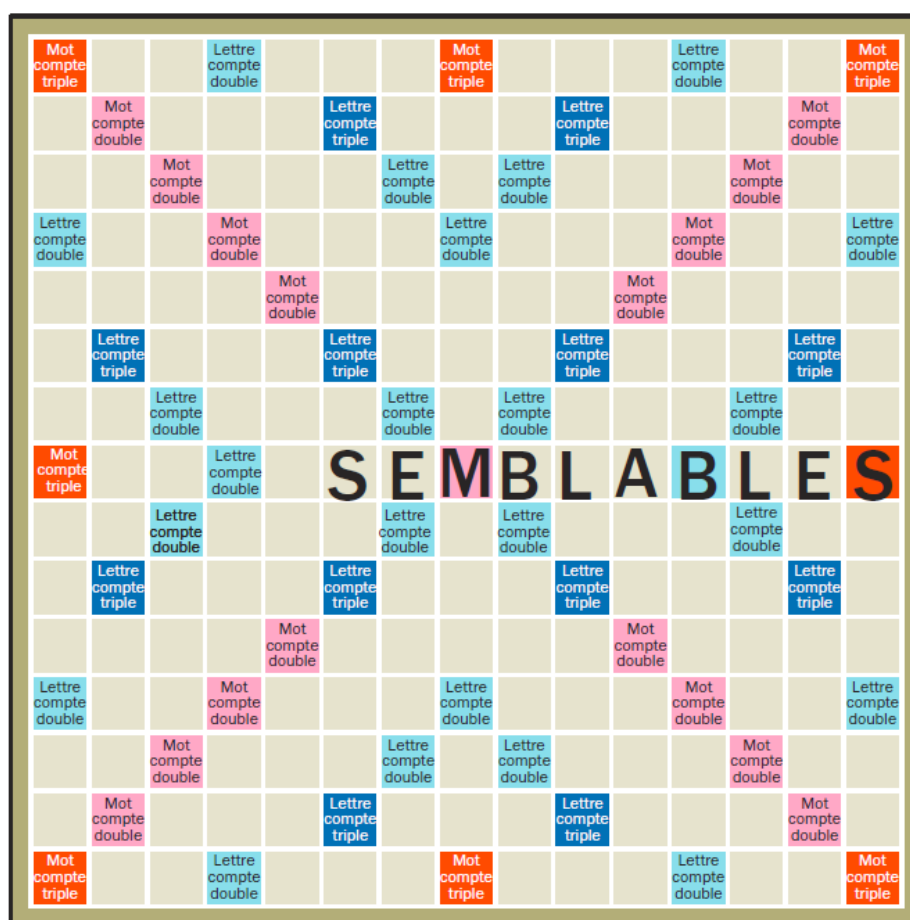 Mot Lettre Mot Lettre Mot
compte compte compte compte compte
triple double triple double triple
Mot Lettre Lettre Mot
compte compte compte compte
double triple triple double
Mot Lettre Lettre Mot
compte compte compte compte
double double double double
Lettre Mot Lettre Mot Lettre
compte compte compte compte compte
double double double double double
Mot Mot
compte compte
double double
Lettre Lettre Lettre Lettre
compte compte compte compte
triple triple triple triple
Lettre Lettre Lettre Lettre
compte compte compte compte
double double double double
Mot Lettre
compte compte
triple double
SEMBLABLES
Lettre Lettre Lettre Lettre
compte compte compte compte
double double double double
Lettre Lettre Lettre Lettre
compte compte compte compte
triple triple triple triple
Mot Mot
compte compte
double double
Lettre Mot Lettre Mot Lettre
compte compte compte compte compte
double double double double double
Mot Lettre Lettre Mot
compte compte compte compte
double double double double
Mot Lettre Lettre Mot
compte compte compte compte
double triple triple double
Mot Lettre Mot Lettre Mot
compte compte compte compte compte
triple double triple double triple